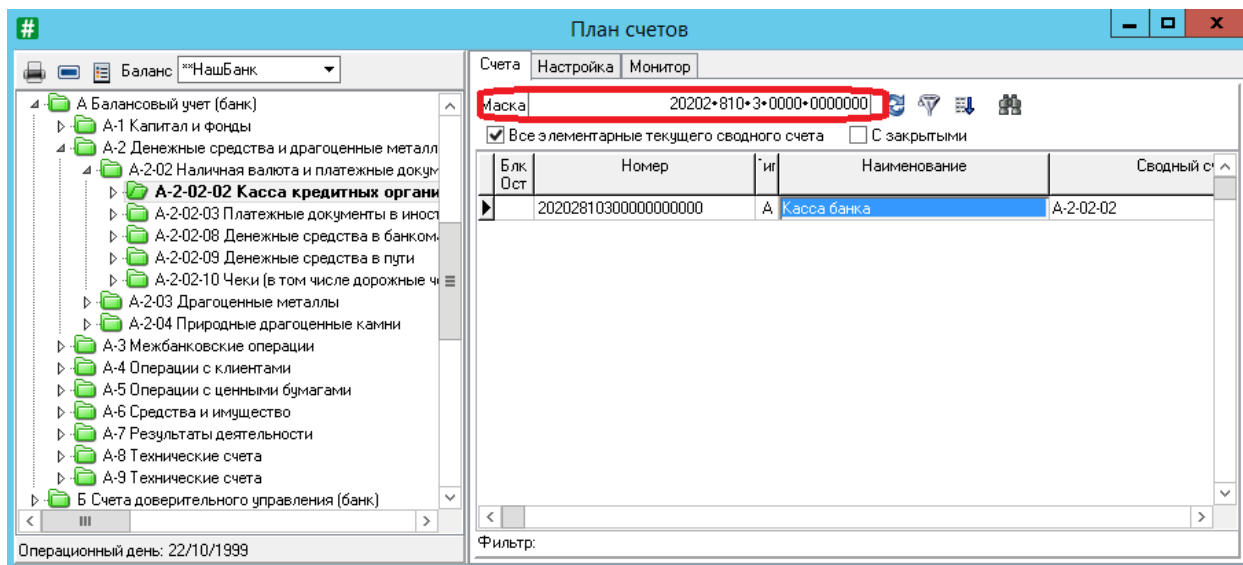 План счетов
Баланс **НашБанк
А Балансовый учет (банк)
А-1 Капитал и фонды
А-2 Денежные средства и драгоценные металл
А-2-02 Наличная валюта и платежные докум
А-2-02-02 Касса кредитных органи
А-2-02-03 Платежные документы в иност
А-2-02-08 Денежные средства в банком
А-2-02-09 Денежные средства в пути
А-2-02-10 Чеки (в том числе дорожные че
А-2-03 Драгоценные металлы
А-2-04 Природные драгоценные камни
А-3 Межбанковские операции
А-4 Операции с клиентами
А-5 Операции с ценными бумагами
А-6 Средства и имущество
А-7 Результаты деятельности
А-8 Технические счета
А-9 Технические счета
Б Счета доверительного управления (банк)
Операционный день: 22/10/1999
Счета Настройка Монитор
Маска 20202•810•3•0000•0000000
Все элементарные текущего сводного счета С закрытыми
Блк Ост Номер Тип Наименование Сводный сч
20202810300000000000 А Касса банка А-2-02-02
Фильтр: